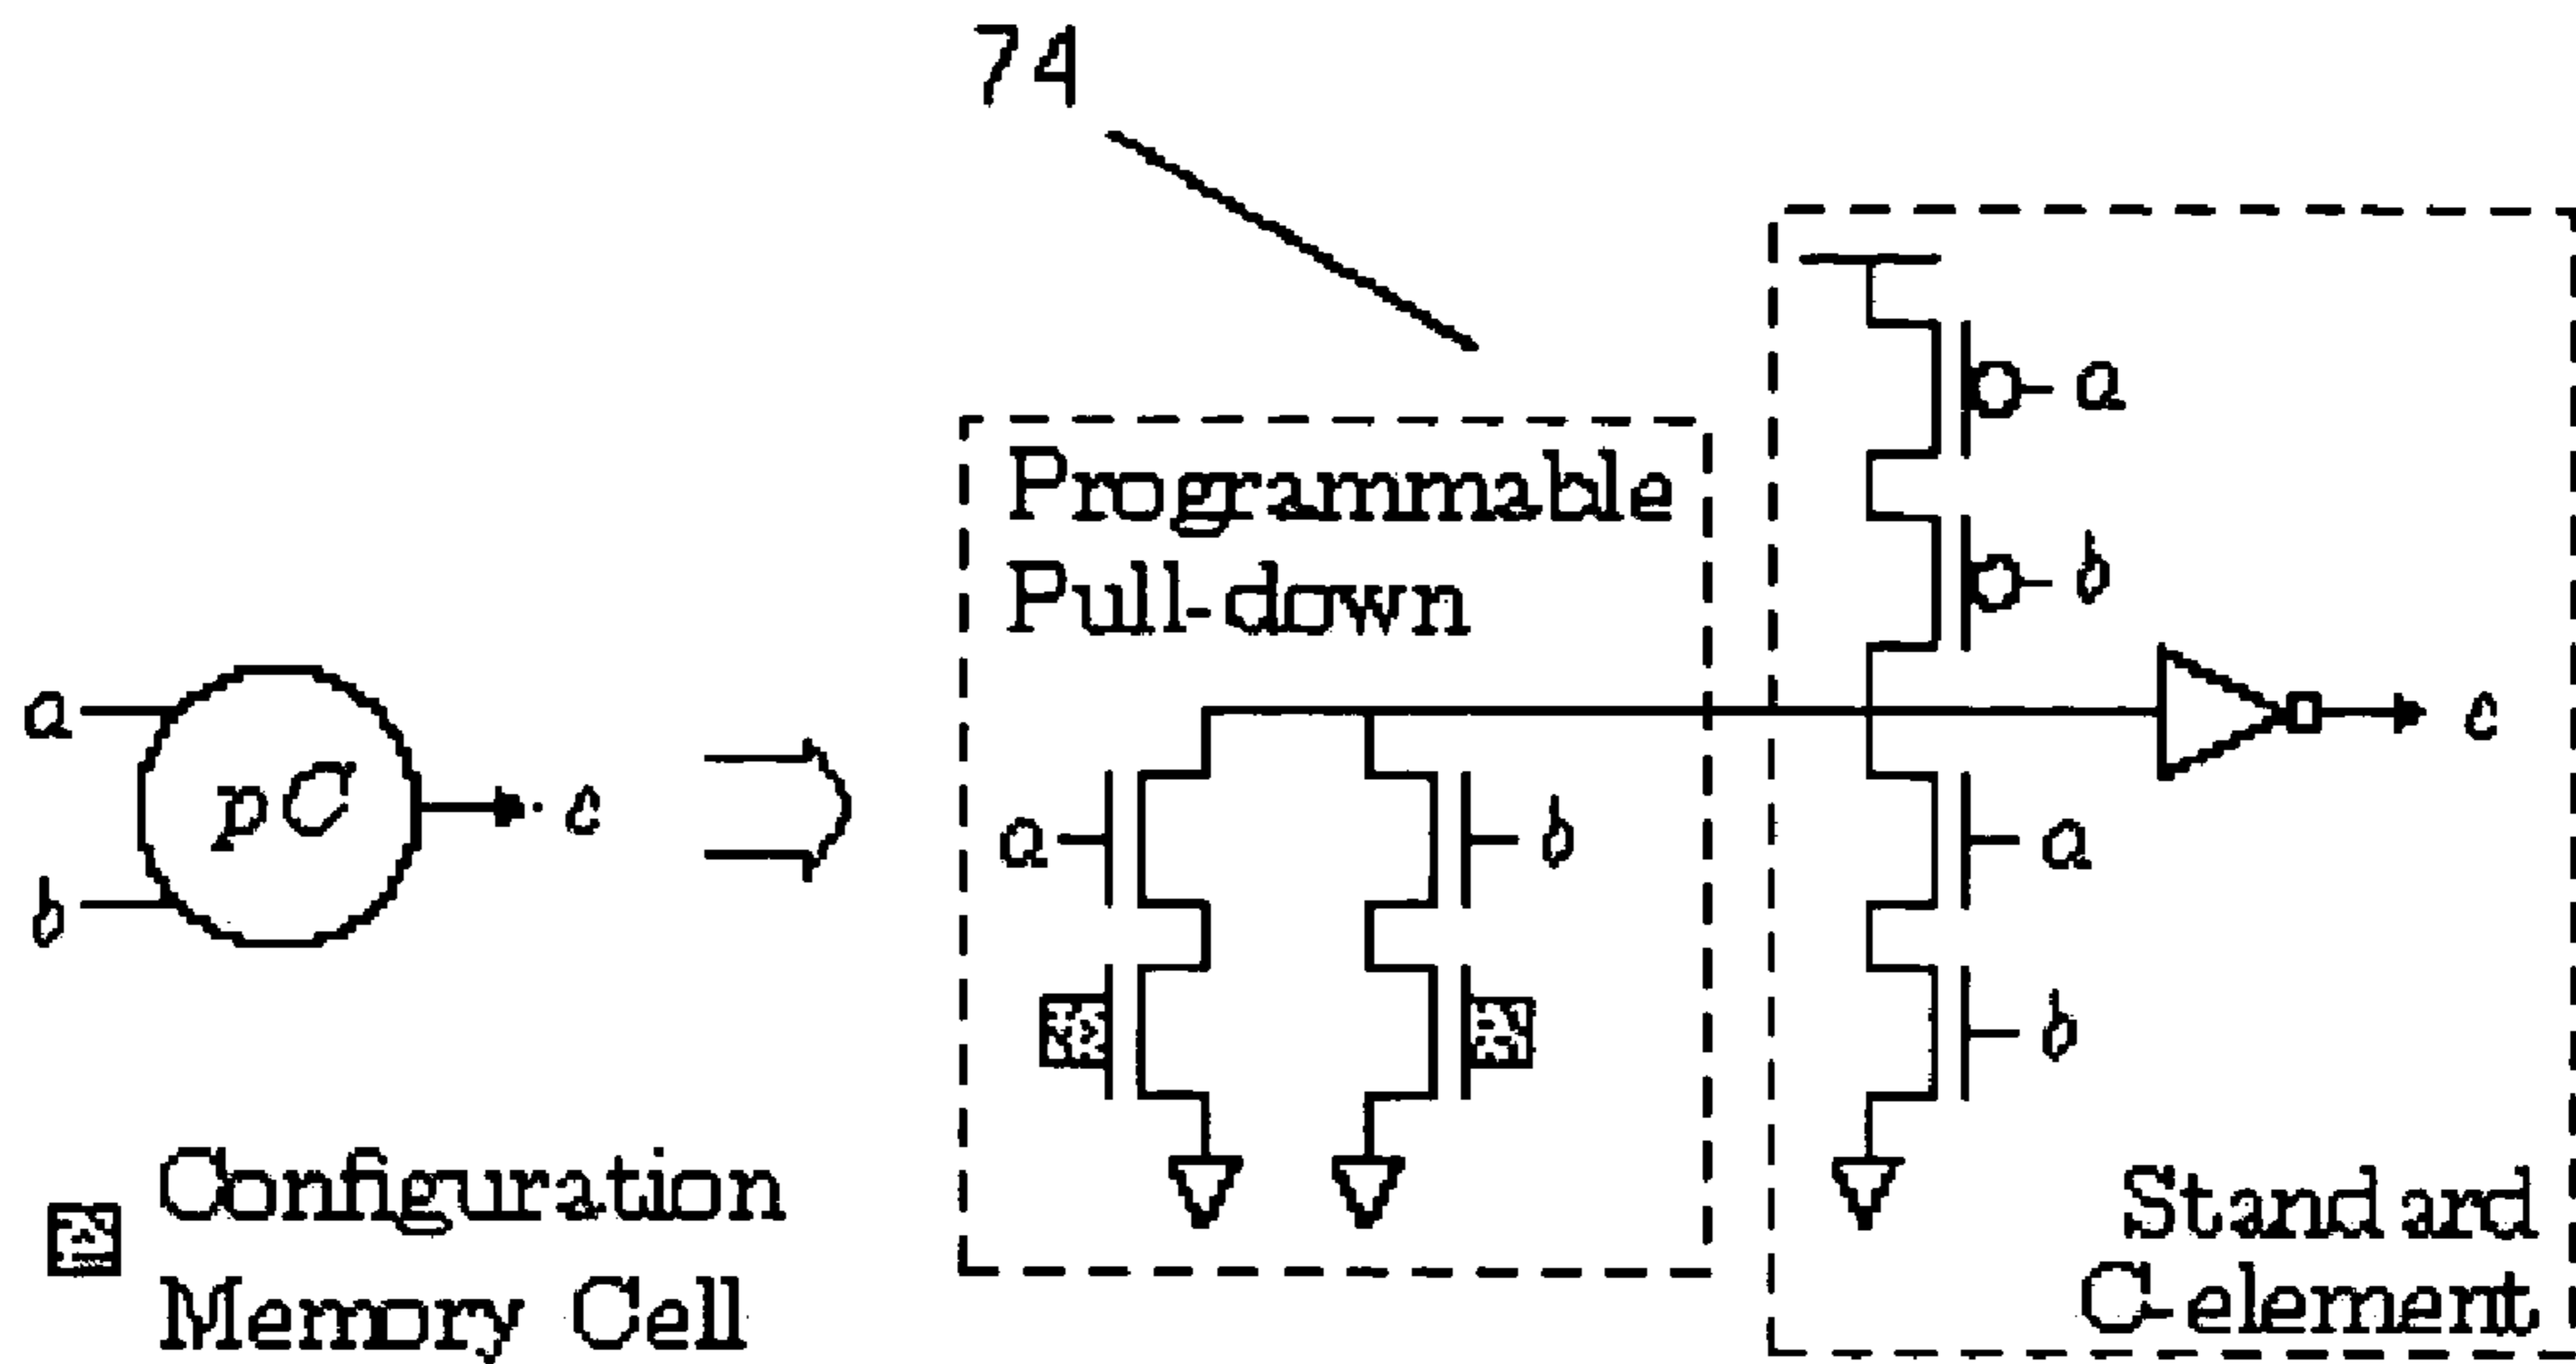 74
Programmable
Pull-down
a
b
a
pC
c
b
a
b
c
a
b
Configuration
Memory Cell
Standard
C-element